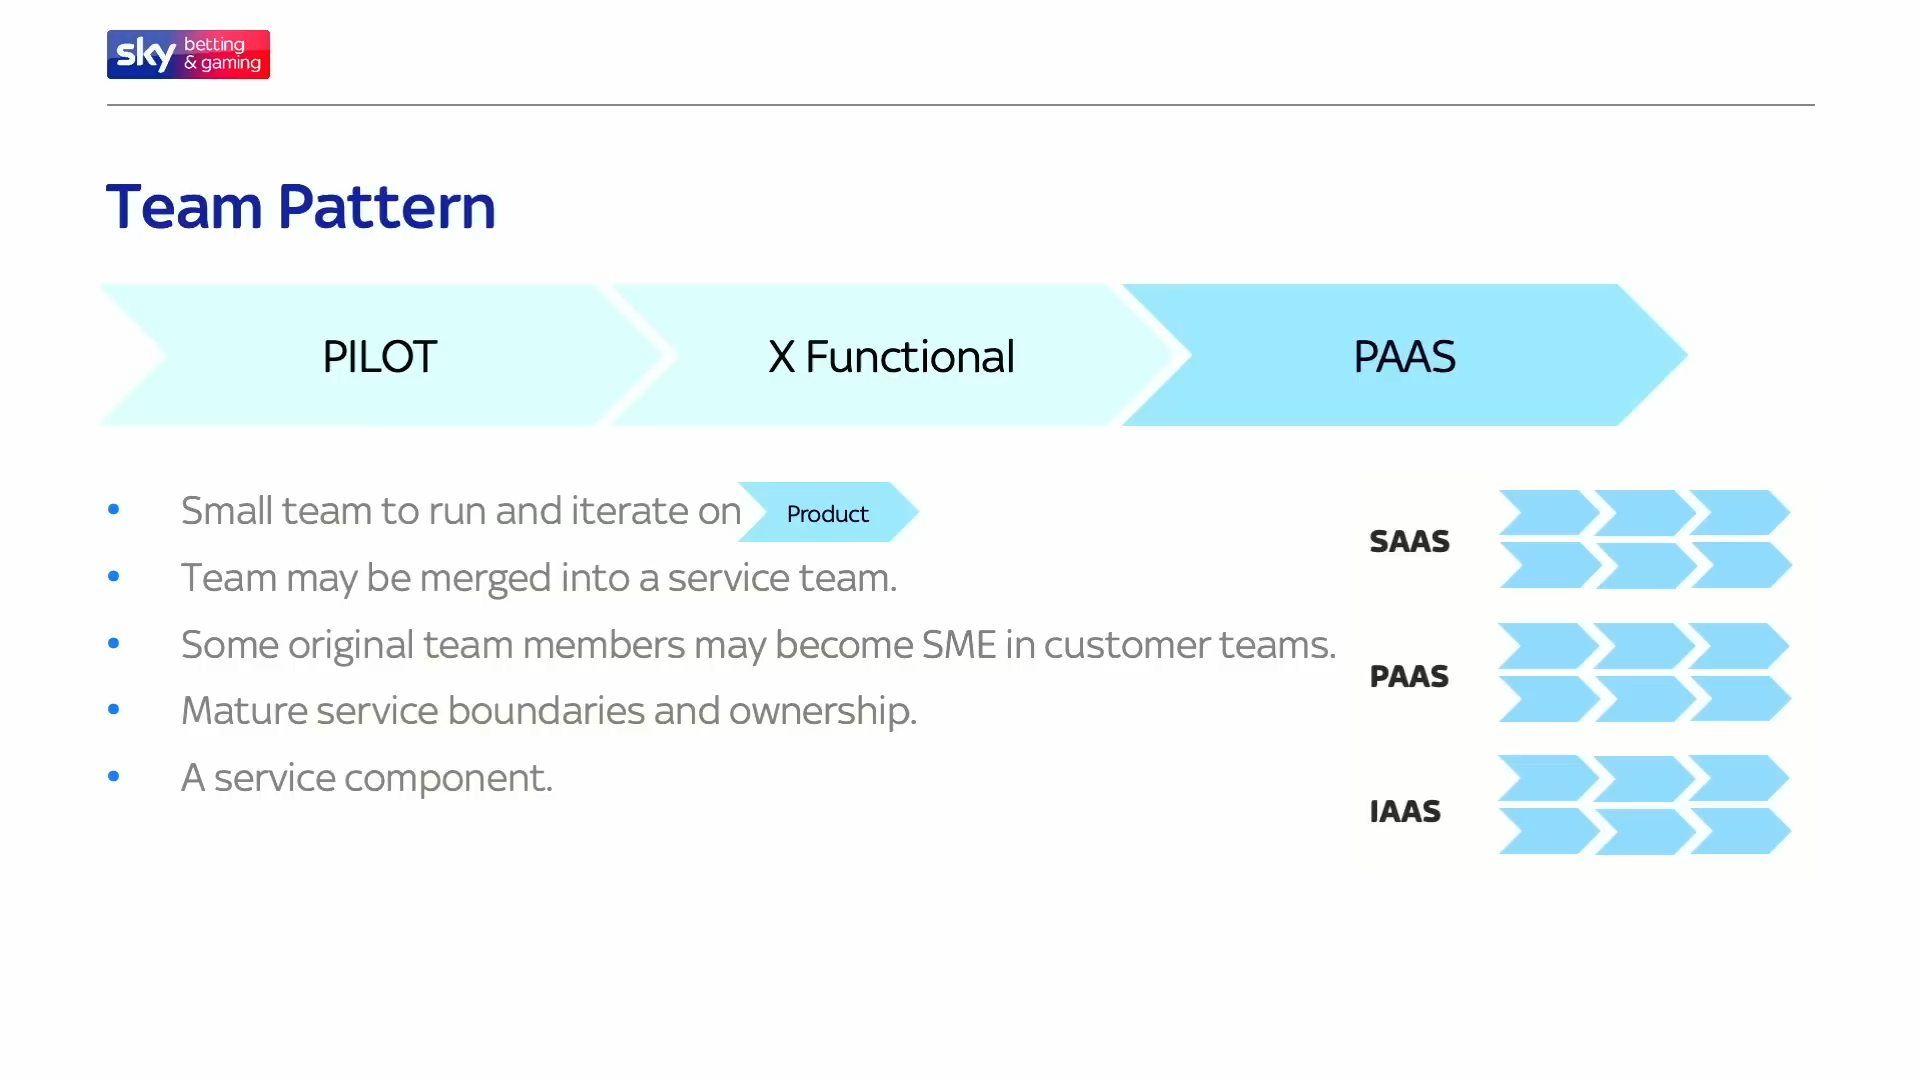 sky betting
& gaming
Team Pattern
PILOT
X Functional
PAAS
• Small team to run and iterate on Product
• Team may be merged into a service team.
• Some original team members may become SME in customer teams.
• Mature service boundaries and ownership.
• A service component.
SAAS
PAAS
IAAS